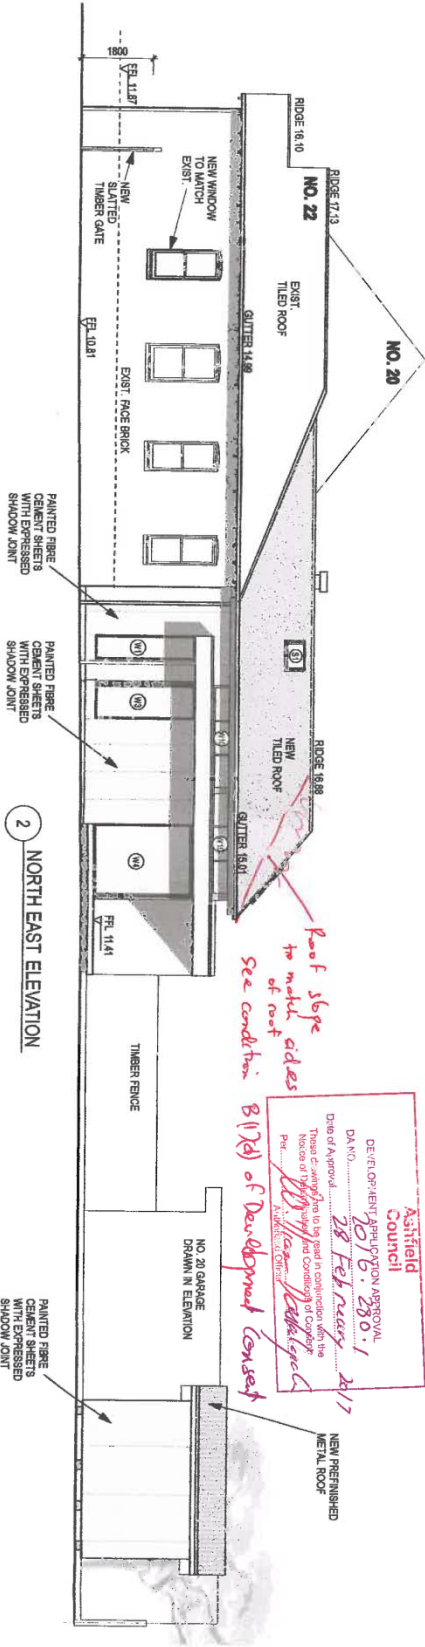 RIDGE 16.10
RIDGE 17.13
NO. 22
NO. 20
EXIST.
TILED ROOF
GUTTER 14.99
RIDGE 16.88
NEW
TILED ROOF
GUTTER 15.01
S1
1800
FFL 11.87
NEW WINDOW
TO MATCH
EXIST.
NEW
SLATTED
TIMBER GATE
FFL 10.81
EXIST. FACE BRICK
W1
W3
W4
FFL 11.41
PAINTED FIBRE
CEMENT SHEETS
WITH EXPRESSED
SHADOW JOINT
PAINTED FIBRE
CEMENT SHEETS
WITH EXPRESSED
SHADOW JOINT
2
NORTH EAST ELEVATION
Roof slope
to match sides
of roof
see condition B(1)(d) of Development Consent
Ashfield
Council
DEVELOPMENT APPLICATION APPROVAL
DA NO. 2016.280.1
Date of Approval 28 February 2017
These drawings are to be read in conjunction with the
Notice of Determination and Conditions of Consent
Per
Authorised Officer
TIMBER FENCE
NO. 20 GARAGE
DRAWN IN ELEVATION
NEW PREFINISHED
METAL ROOF
PAINTED FIBRE
CEMENT SHEETS
WITH EXPRESSED
SHADOW JOINT